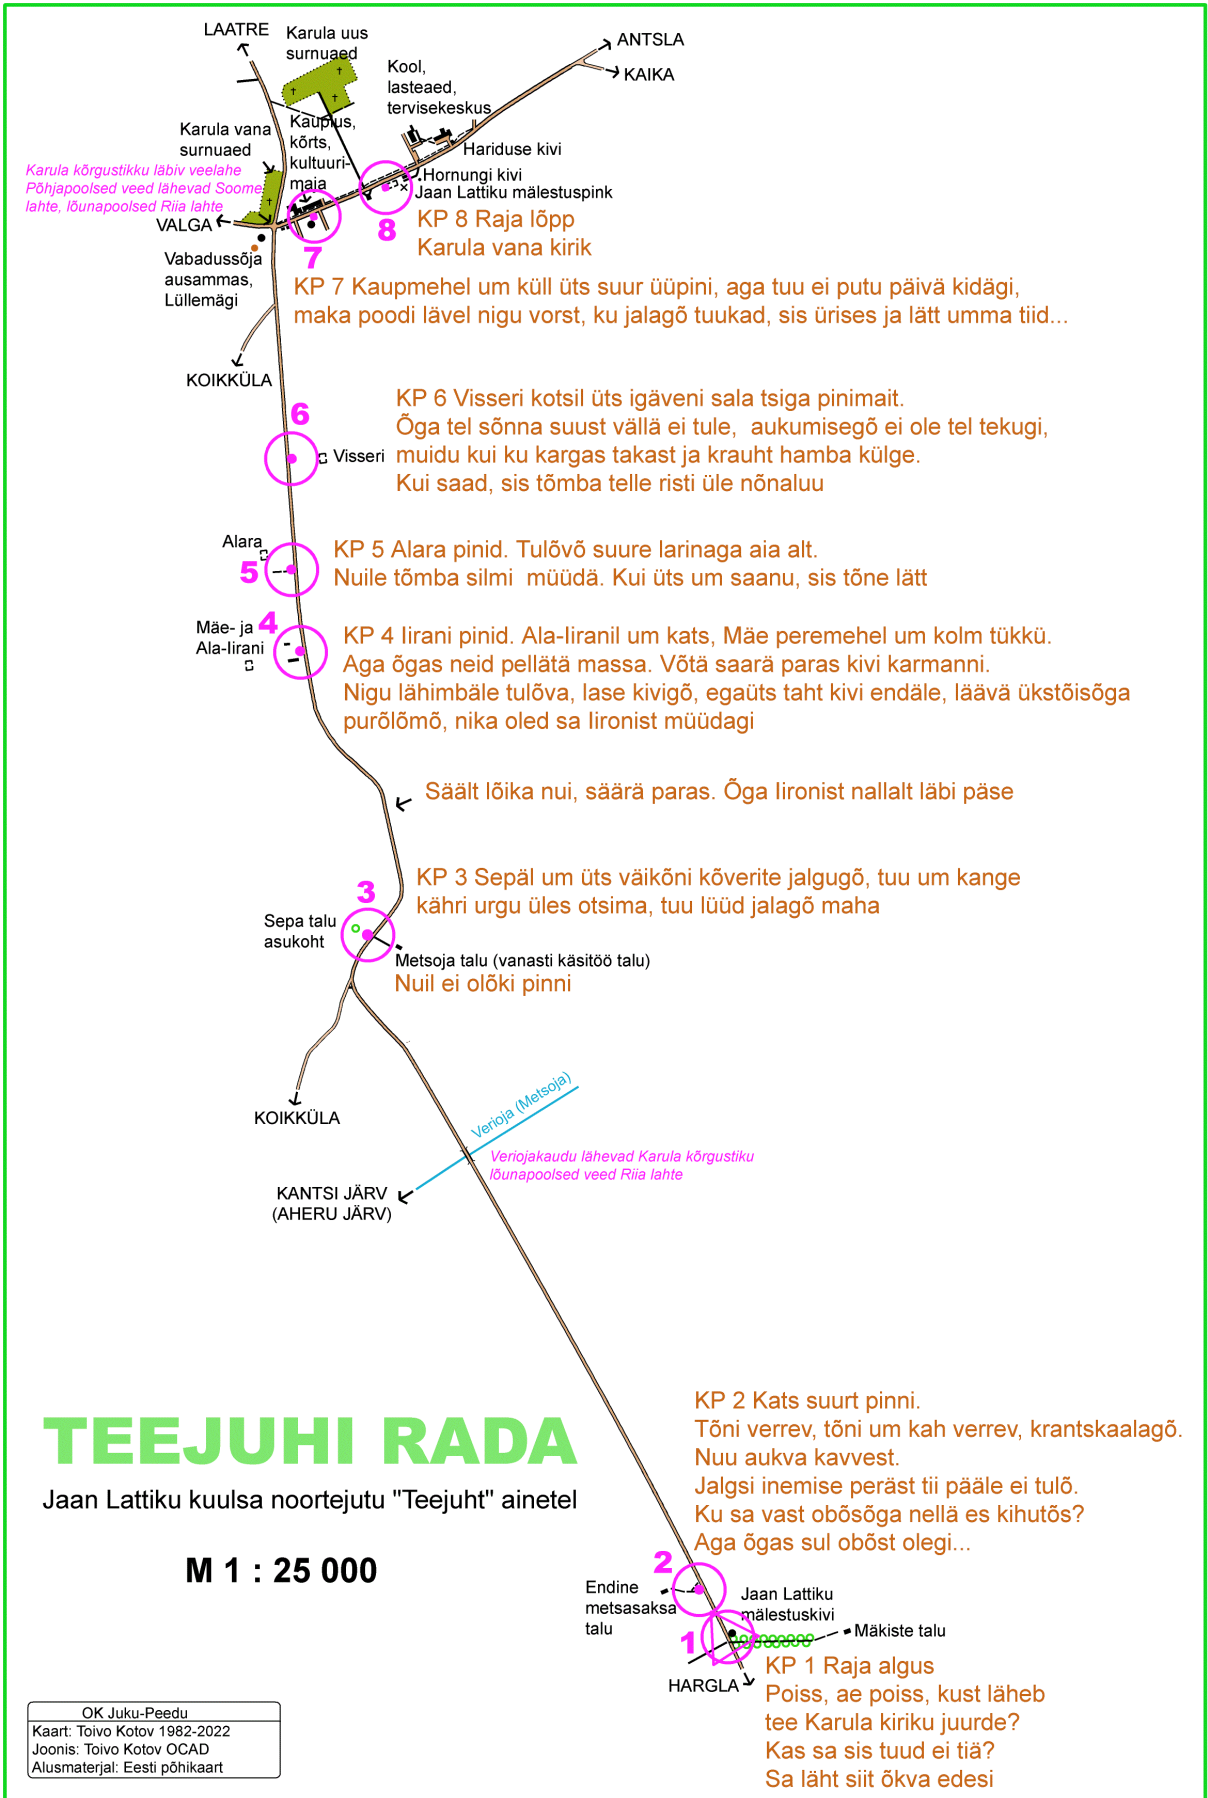 LAATRE
Karula uus
surnuaed
ANTSLA
KAIKA
Kool,
lasteaed,
tervisekeskus
Karula vana
surnuaed
Kauplus,
kõrts,
kultuuri-
maja
Hariduse kivi
Hornungi kivi
Jaan Lattiku mälestuspink
Karula kõrgustikku läbiv veelahe
Põhjapoolsed veed lähevad Soome
lahte, lõunapoolsed Riia lahte
VALGA
7
8
KP 8 Raja lõpp
Karula vana kirik
Vabadussõja
ausammas,
Lüllemägi
KP 7 Kaupmehel um küll üts suur üüpini, aga tuu ei putu päivä kidägi,
maka poodi lävel nigu vorst, ku jalagõ tuukad, sis ürises ja lätt umma tiid...
KOIKKÜLA
6
Visseri
KP 6 Visseri kotsil üts igäveni sala tsiga pinimait.
Õga tel sõnna suust vällä ei tule, aukumisegõ ei ole tel tekugi,
muidu kui ku kargas takast ja krauht hamba külge.
Kui saad, sis tõmba telle risti üle nõnaluu
Alara
5
KP 5 Alara pinid. Tulõvõ suure larinaga aia alt.
Nuile tõmba silmi müüdä. Kui üts um saanu, sis tõne lätt
Mäe- ja
Ala-Iirani
4
KP 4 Iirani pinid. Ala-Iiranil um kats, Mäe peremehel um kolm tükkü.
Aga õgas neid pellätä massa. Võtä saarä paras kivi karmanni.
Nigu lähimbäle tulõva, lase kivigõ, egaüts taht kivi endäle, läävä ükstõisõga
purõlõmõ, nika oled sa Iironist müüdagi
Säält lõika nui, säärä paras. Õga Iironist nallalt läbi päse
3
Sepa talu
asukoht
KP 3 Sepäl um üts väikõni kõverite jalgugõ, tuu um kange
kährii urgu üles otsima, tuu lüüd jalagõ maha
Metsoja talu (vanasti käsitöö talu)
Nuil ei olõki pinni
KOIKKÜLA
Verioja (Metsoja)
Veriojakaudu lähevad Karula kõrgustiku
lõunapoolsed veed Riia lahte
KANTSI JÄRV
(AHERU JÄRV)
TEEJUHI RADA
Jaan Lattiku kuulsa noortejutu "Teejuht" ainetel
M 1 : 25 000
KP 2 Kats suurt pinni.
Tõni verrev, tõni um kah verrev, krantskaalagõ.
Nuu aukva kavvest.
Jalgsi inemise peräst tii pääle ei tulõ.
Ku sa vast obõsõga nellä es kihutõs?
Aga õgas sul obõst olegi...
2
Endine
metsasaksa
talu
Jaan Lattiku
mälestuskivi
1
Mäkiste talu
HARGLA
KP 1 Raja algus
Poiss, ae poiss, kust läheb
tee Karula kiriku juurde?
Kas sa sis tuud ei tiä?
Sa läht siit õkva edesi
OK Juku-Peedu
Kaart: Toivo Kotov 1982-2022
Joonis: Toivo Kotov OCAD
Alusmaterjal: Eesti põhikaart